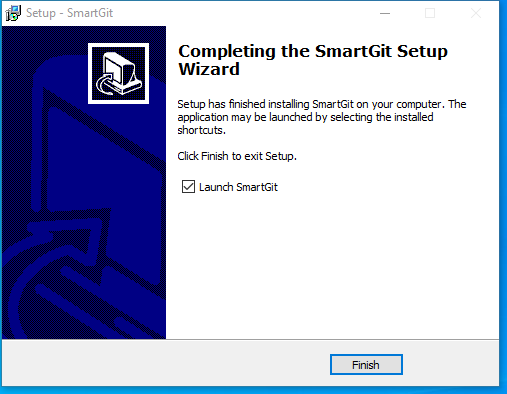 Setup - SmartGit
Completing the SmartGit Setup
Wizard
Setup has finished installing SmartGit on your computer. The
application may be launched by selecting the installed
shortcuts.
Click Finish to exit Setup.
Launch SmartGit
Finish